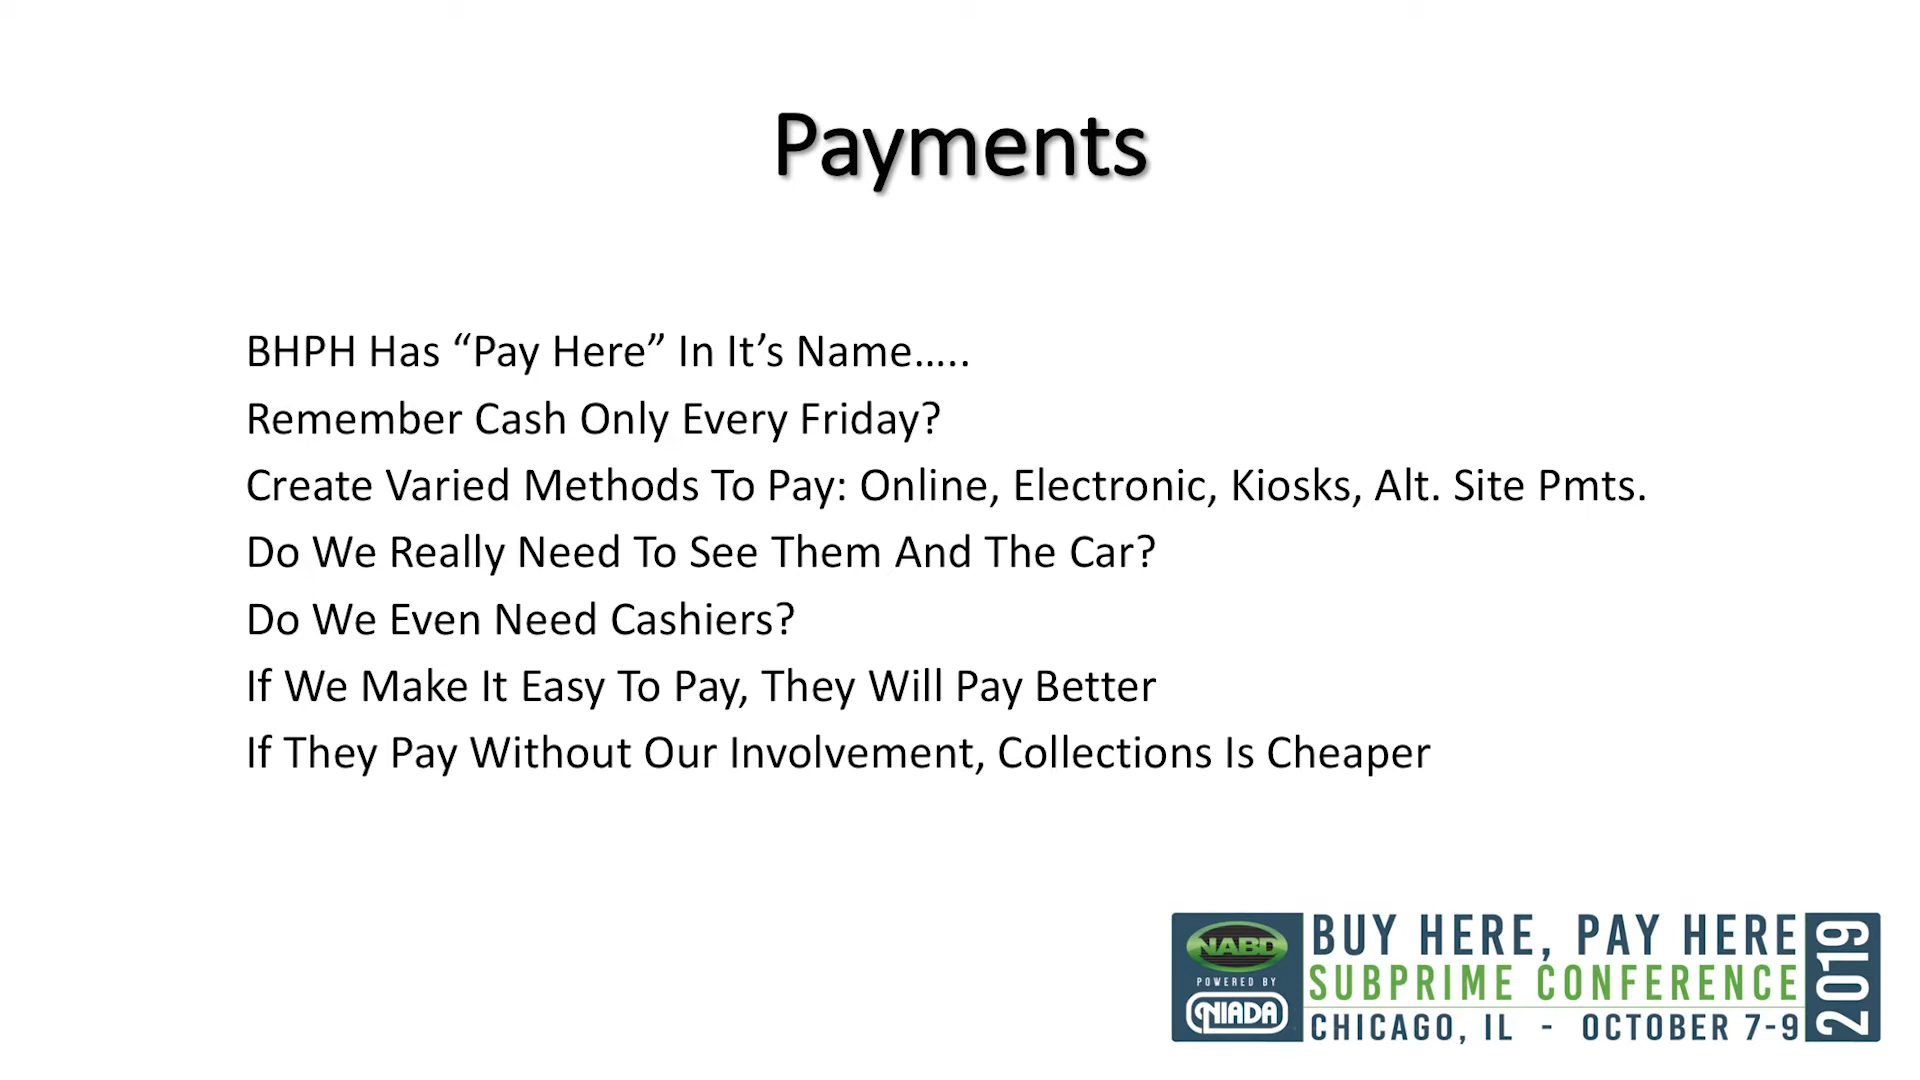 Payments
BHPH Has “Pay Here” In It’s Name…..
Remember Cash Only Every Friday?
Create Varied Methods To Pay: Online, Electronic, Kiosks, Alt. Site Pmts.
Do We Really Need To See Them And The Car?
Do We Even Need Cashiers?
If We Make It Easy To Pay, They Will Pay Better
If They Pay Without Our Involvement, Collections Is Cheaper
NABD
POWERED BY
NIADA
BUY HERE, PAY HERE
SUBPRIME CONFERENCE
CHICAGO, IL - OCTOBER 7-9
2019